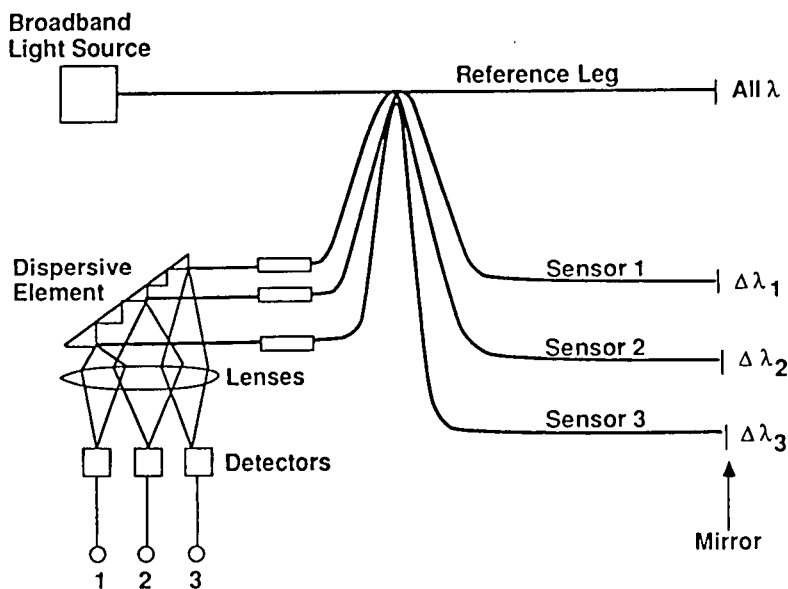 Broadband
Light Source
Reference Leg
All λ
Dispersive
Element
Sensor 1
Δλ1
Sensor 2
Δλ2
Lenses
Sensor 3
Δλ3
Detectors
Mirror
1 2 3